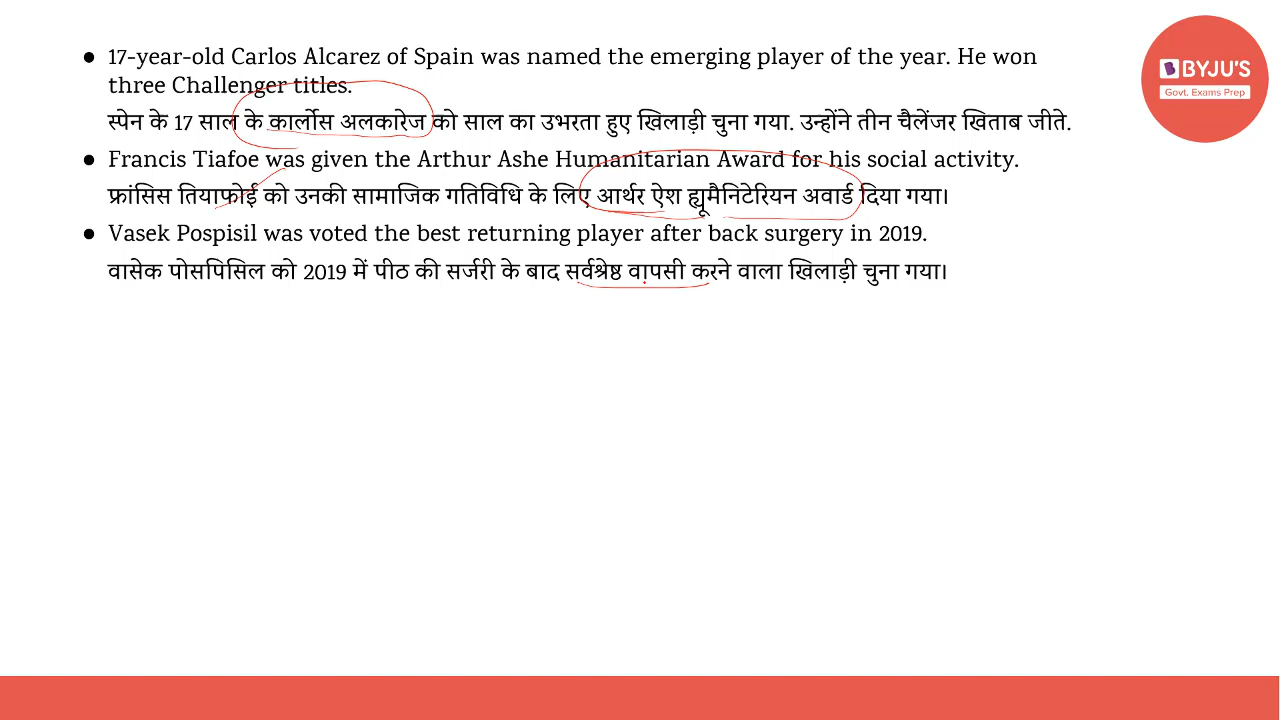 ● 17-year-old Carlos Alcarez of Spain was named the emerging player of the year. He won
three Challenger titles.
स्पेन के 17 साल के कार्लोस अलकारेज को साल का उभरता हुए खिलाड़ी चुना गया. उन्होंने तीन चैलेंजर खिताब जीते.
● Francis Tiafoe was given the Arthur Ashe Humanitarian Award for his social activity.
फ्रांसिस तियाफोई को उनकी सामाजिक गतिविधि के लिए आर्थर ऐश ह्यूमैनिटेरियन अवार्ड दिया गया।
● Vasek Pospisil was voted the best returning player after back surgery in 2019.
वासेक पोसपिसिल को 2019 में पीठ की सर्जरी के बाद सर्वश्रेष्ठ वापसी करने वाला खिलाड़ी चुना गया।
BYJU'S
Govt. Exams Prep